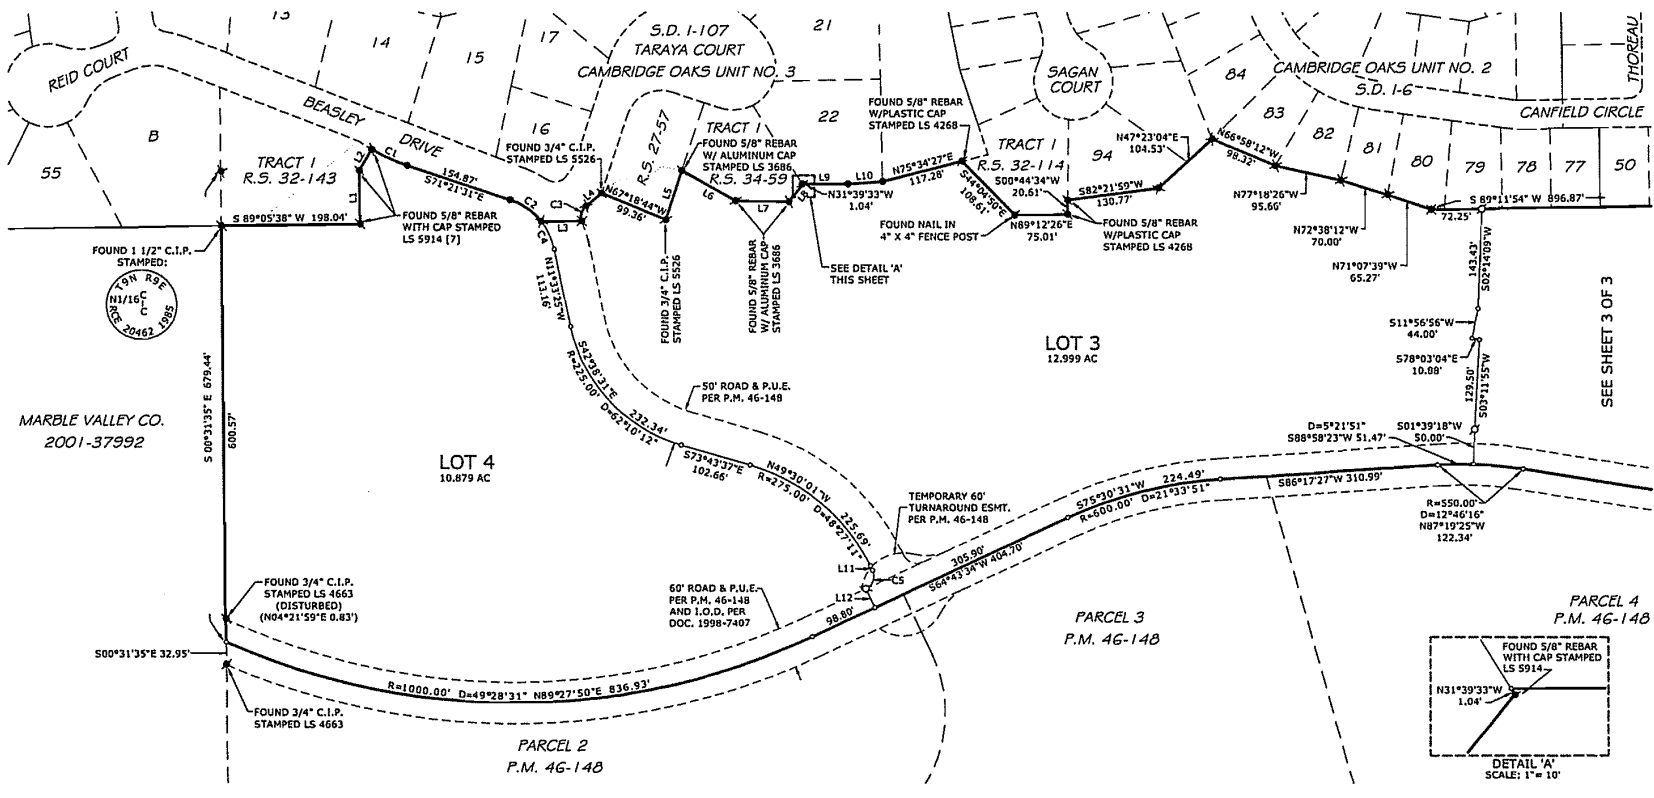 13
14
15
17
S.D. 1-107
TARAYA COURT
CAMBRIDGE OAKS UNIT NO. 3
21
REID COURT
BEASLEY
DRIVE
16
22
SAGAN
COURT
84
CAMBRIDGE OAKS UNIT NO. 2
S.D. 1-6
THOREAU
CANFIELD CIRCLE
83
82
81
80
79
78
77
50
B
55
TRACT 1
R.S. 32-143
L2
C1
L1
154.87'
S71°21'31"E
C2
C3
L4
L3
C4
FOUND 3/4" C.I.P.
STAMPED LS 5526
R.S. 27-57
TRACT 1
FOUND 5/8" REBAR
W/ ALUMINUM CAP
STAMPED LS 3686
R.S. 34-59
N67°18'44"W
99.36'
L5
L6
L7
L8
L9
L10
N31°39'33"W
1.04'
FOUND 5/8" REBAR
W/PLASTIC CAP
STAMPED LS 4268
N75°34'27"E
117.28'
TRACT 1
R.S. 32-114
94
S44°04'50"E
108.61'
S00°44'34"W
20.61'
N89°12'26"E
75.01'
S82°21'59"W
130.77'
N47°23'04"E
104.53'
N66°58'12"W
98.32'
N77°18'26"W
95.66'
N72°38'12"W
70.00'
N71°07'39"W
65.27'
72.25'
S 89°11'54" W 896.87'
FOUND NAIL IN
4" X 4" FENCE POST
FOUND 5/8" REBAR
W/PLASTIC CAP
STAMPED LS 4268
S 89°05'38" W 198.04'
FOUND 5/8" REBAR
WITH CAP STAMPED
LS 5914 [7]
FOUND 1 1/2" C.I.P.
STAMPED:
T9N R9E
N1/16
C
C
RCE 20462 1985
FOUND 3/4" C.I.P.
STAMPED LS 5526
FOUND 5/8" REBAR
W/ ALUMINUM CAP
STAMPED LS 3686
SEE DETAIL 'A'
THIS SHEET
N11°33'25"W
113.16'
S 00°31'35" E 679.44'
600.57'
MARBLE VALLEY CO.
2001-37992
LOT 4
10.879 AC
LOT 3
12.999 AC
S42°38'31"E 232.34'
R=225.00' D=62°10'12"
50' ROAD & P.U.E.
PER P.M. 46-148
S73°43'37"E
102.66'
N49°30'01"W 225.69'
R=275.00' D=48°27'11"
TEMPORARY 60'
TURNAROUND ESMT.
PER P.M. 46-148
L11
C5
L12
143.43'
S02°14'09"W
S11°56'56"W
44.00'
S78°03'04"E
10.08'
129.50'
S03°11'55"W
SEE SHEET 3 OF 3
D=5°21'51"
S88°58'23"W 51.47'
S01°39'18"W
50.00'
S75°30'31"W 224.49'
R=600.00' D=21°33'51"
S86°17'27"W 310.99'
R=550.00'
D=12°46'16"
N87°19'25"W
122.34'
305.90'
S64°43'34"W 404.70'
98.80'
60' ROAD & P.U.E.
PER P.M. 46-148
AND I.O.D. PER
DOC. 1998-7407
FOUND 3/4" C.I.P.
STAMPED LS 4663
(DISTURBED)
(N04°21'59"E 0.83')
S00°31'35"E 32.95'
FOUND 3/4" C.I.P.
STAMPED LS 4663
R=1000.00' D=49°28'31" N89°27'50"E 836.93'
PARCEL 2
P.M. 46-148
PARCEL 3
P.M. 46-148
PARCEL 4
P.M. 46-148
FOUND 5/8" REBAR
WITH CAP STAMPED
LS 5914
N31°39'33"W
1.04'
DETAIL 'A'
SCALE: 1"= 10'